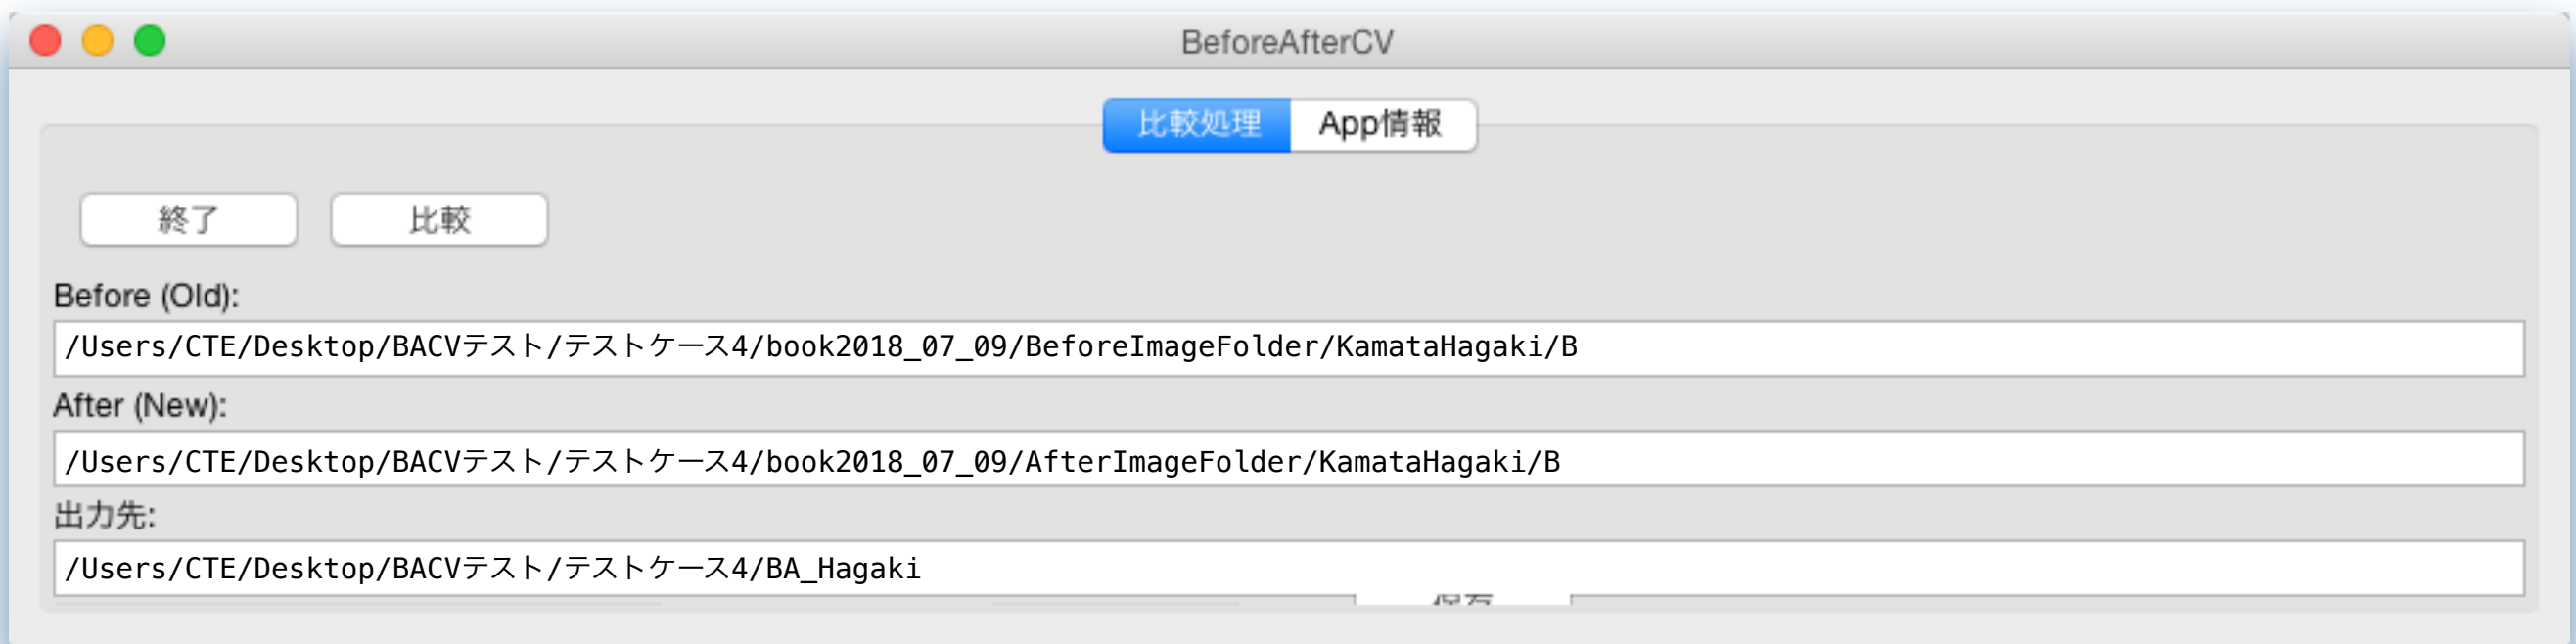 BeforeAfterCV
比較処理 App情報
終了 比較
Before (Old):
/Users/CTE/Desktop/BACVテスト/テストケース4/book2018_07_09/BeforeImageFolder/KamataHagaki/B
After (New):
/Users/CTE/Desktop/BACVテスト/テストケース4/book2018_07_09/AfterImageFolder/KamataHagaki/B
出力先:
/Users/CTE/Desktop/BACVテスト/テストケース4/BA_Hagaki